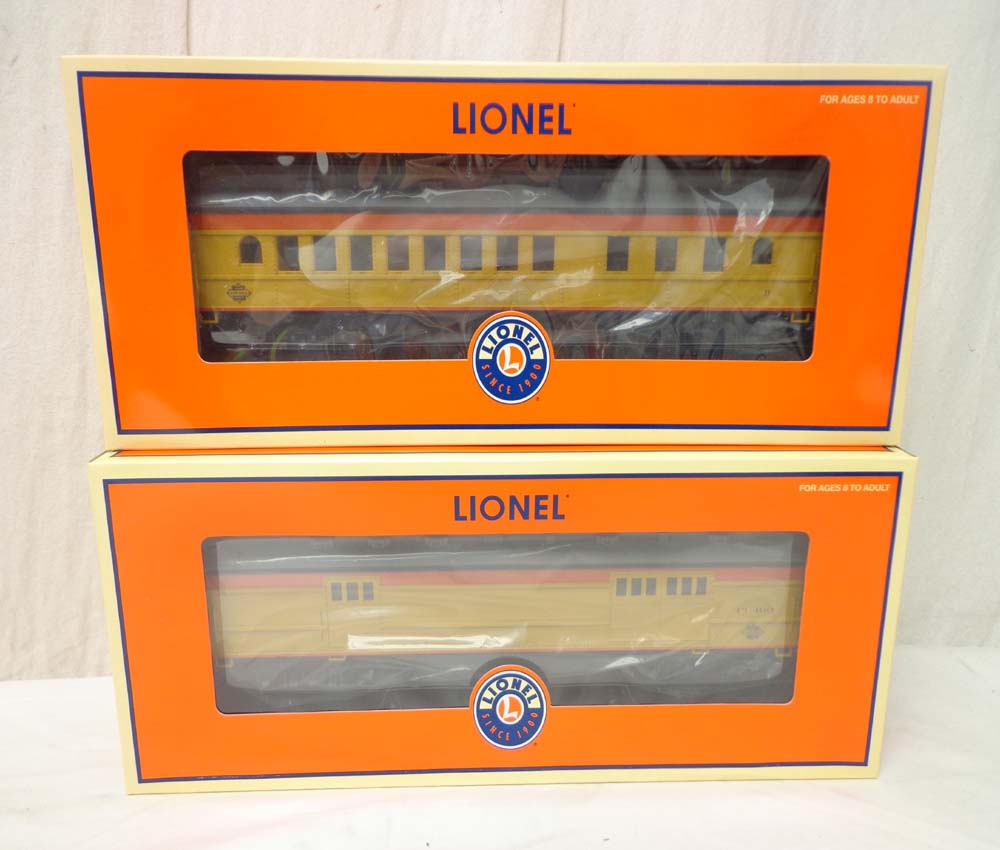 LIONEL
FOR AGES 8 TO ADULT
LIONEL
SINCE 1900
LIONEL
FOR AGES 8 TO ADULT
LIONEL
SINCE 1900